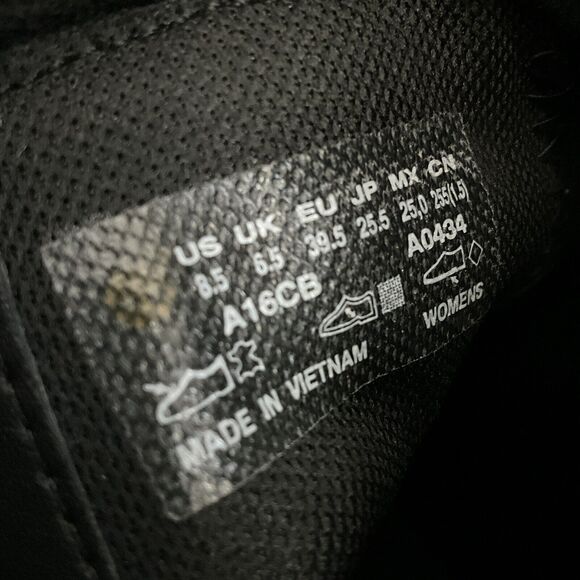 US UK EU JP MX CN
8.5 6.5 39.5 25.5 25,0 255(1.5)
A16CB A0434
MADE IN VIETNAM WOMENS